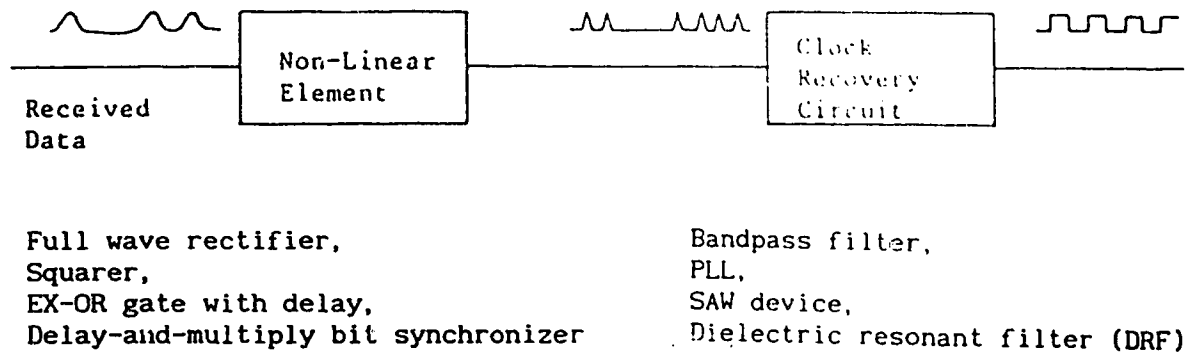 Non-Linear
Element
Clock
Recovery
Circuit
Received
Data
Full wave rectifier,
Squarer,
EX-OR gate with delay,
Delay-and-multiply bit synchronizer
Bandpass filter,
PLL,
SAW device,
Dielectric resonant filter (DRF)